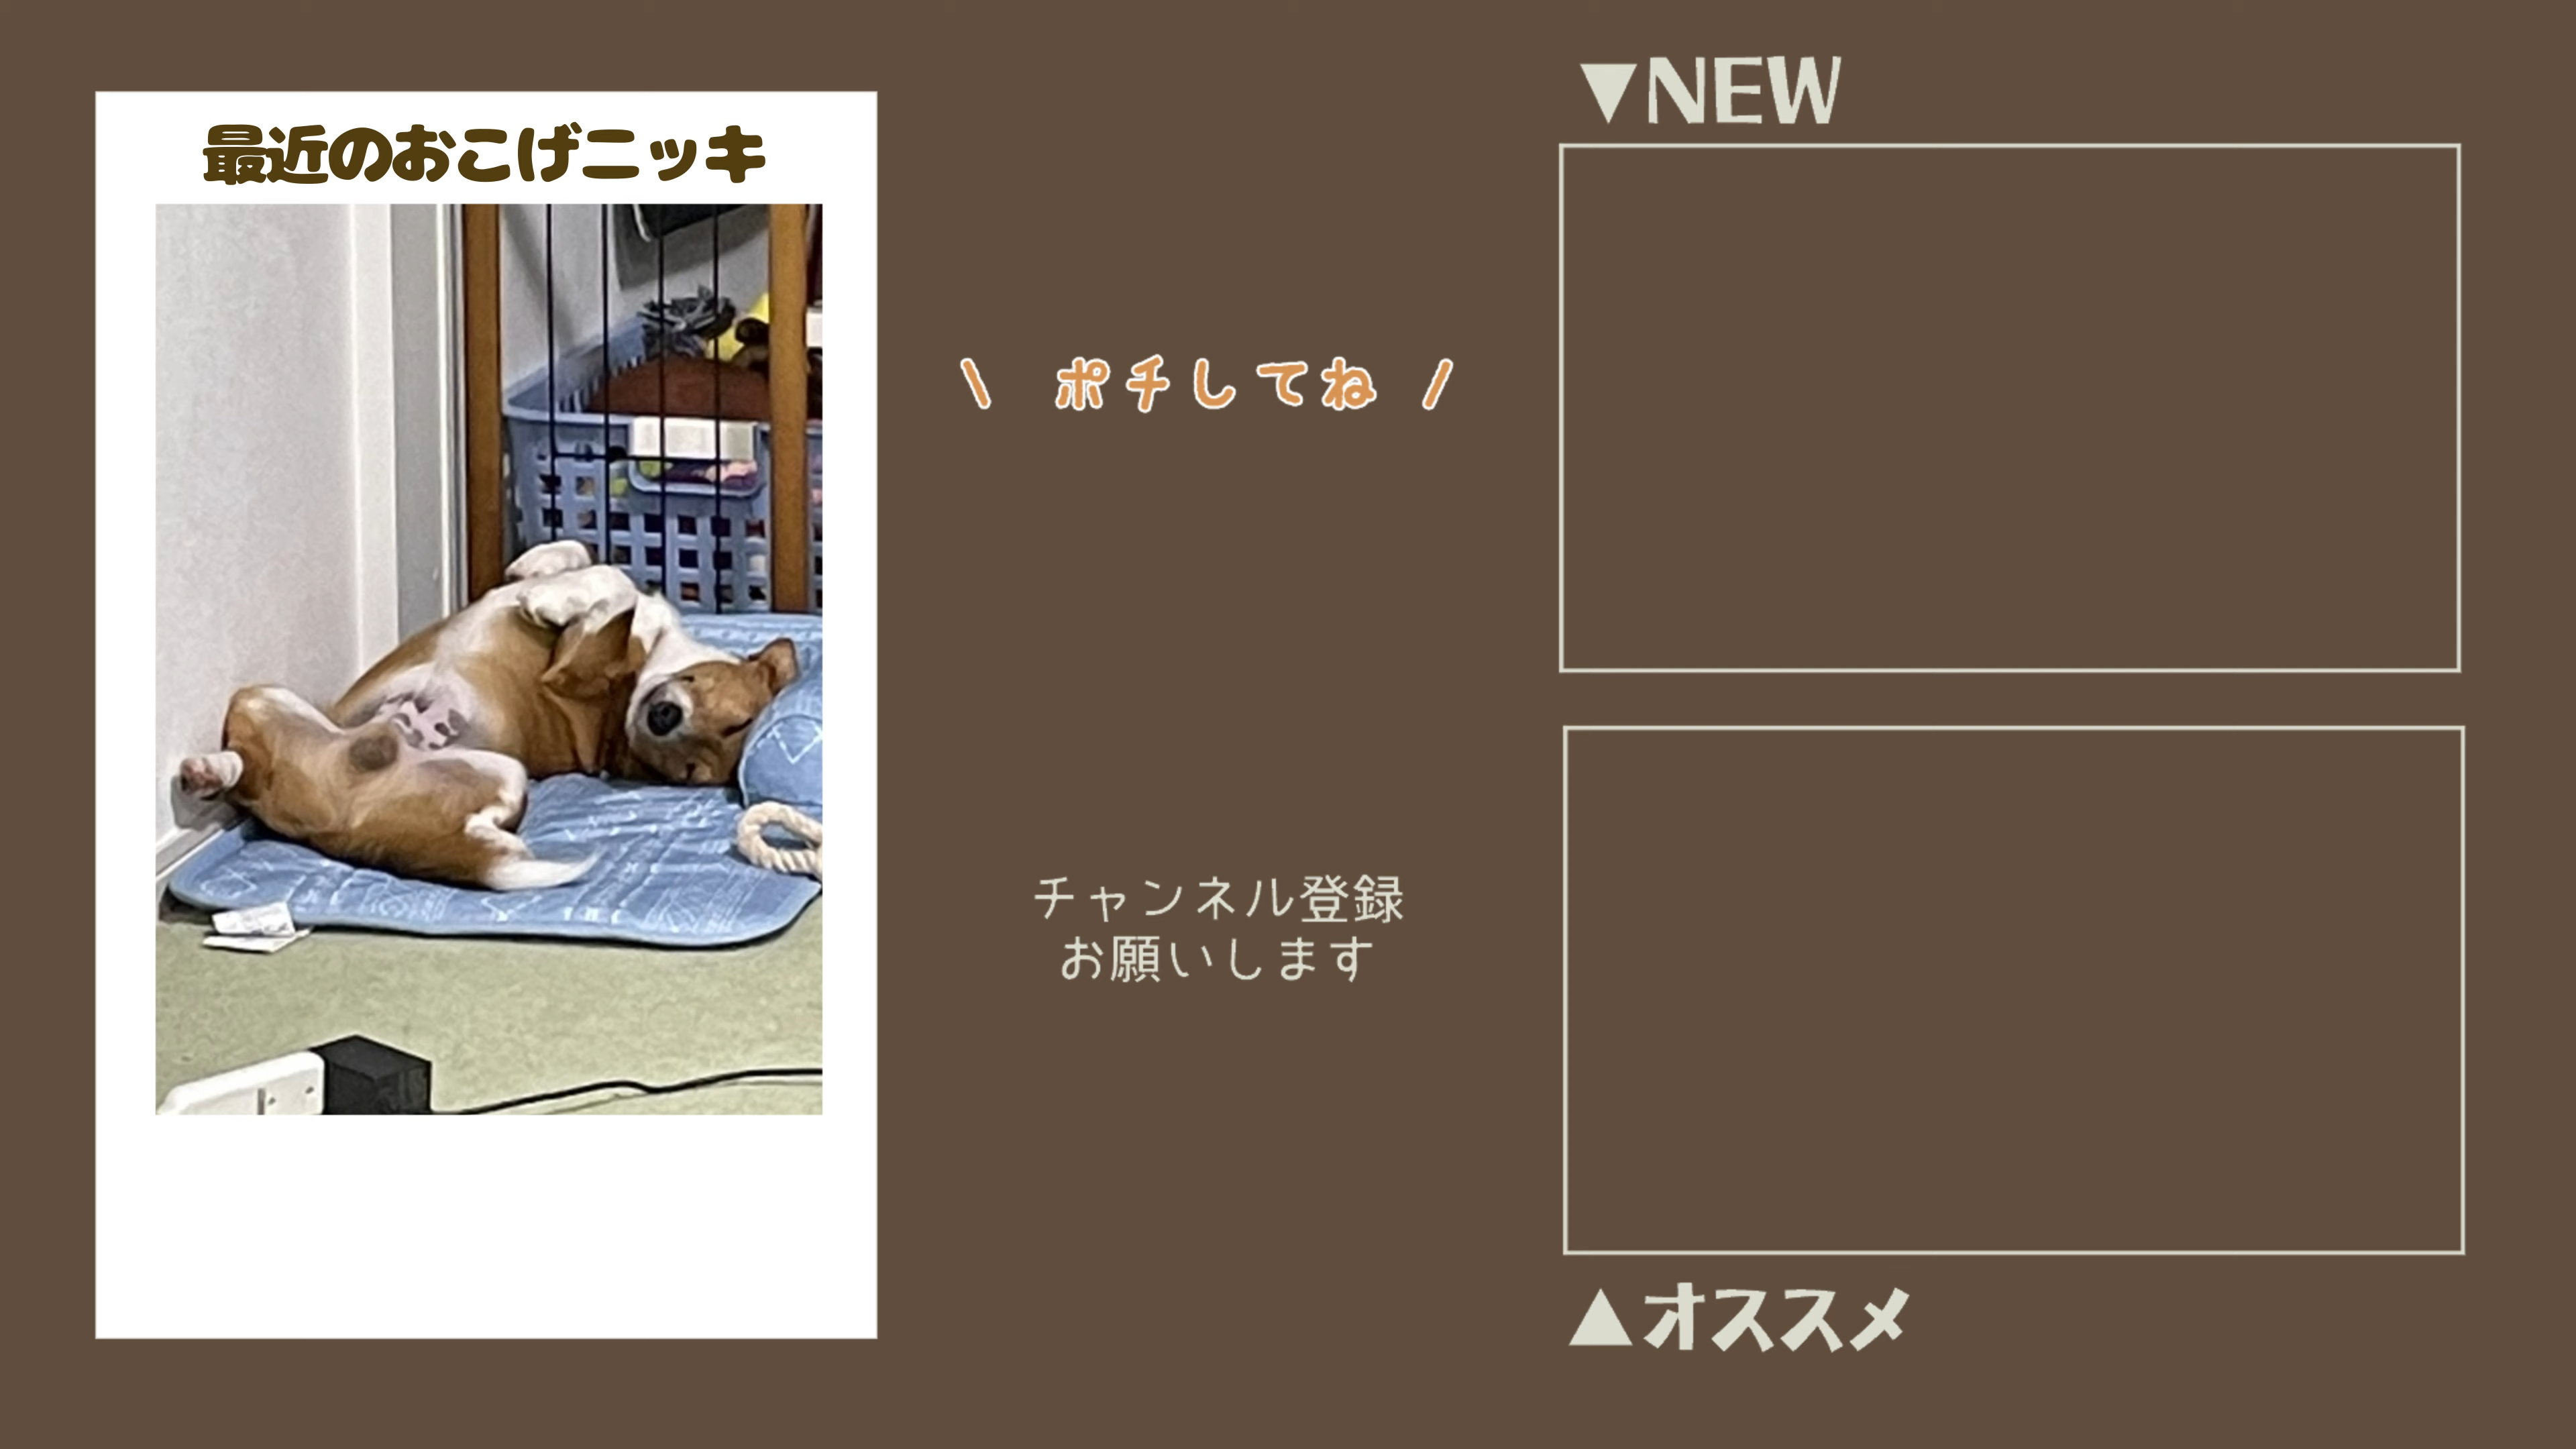 最近のおこげニッキ
\ ポチしてね /
チャンネル登録
お願いします
▼NEW
▲オススメ